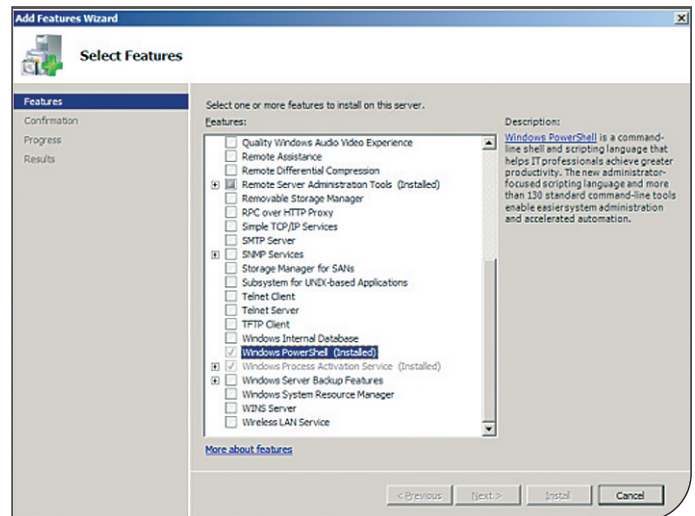 Add Features Wizard
Select Features
Features
Confirmation
Progress
Results
Select one or more features to install on this server.
Features:
Quality Windows Audio Video Experience
Remote Assistance
Remote Differential Compression
Remote Server Administration Tools (Installed)
Removable Storage Manager
RPC over HTTP Proxy
Simple TCP/IP Services
SMTP Server
SNMP Services
Storage Manager for SANs
Subsystem for UNIX-based Applications
Telnet Client
Telnet Server
TFTP Client
Windows Internal Database
Windows PowerShell (Installed)
Windows Process Activation Service (Installed)
Windows Server Backup Features
Windows System Resource Manager
WINS Server
Wireless LAN Service
More about features
Description:
Windows PowerShell is a command-
line shell and scripting language that
helps IT professionals achieve greater
productivity. The new administrator-
focused scripting language and more
than 130 standard command-line tools
enable easier system administration
and accelerated automation.
< Previous Next > Install Cancel